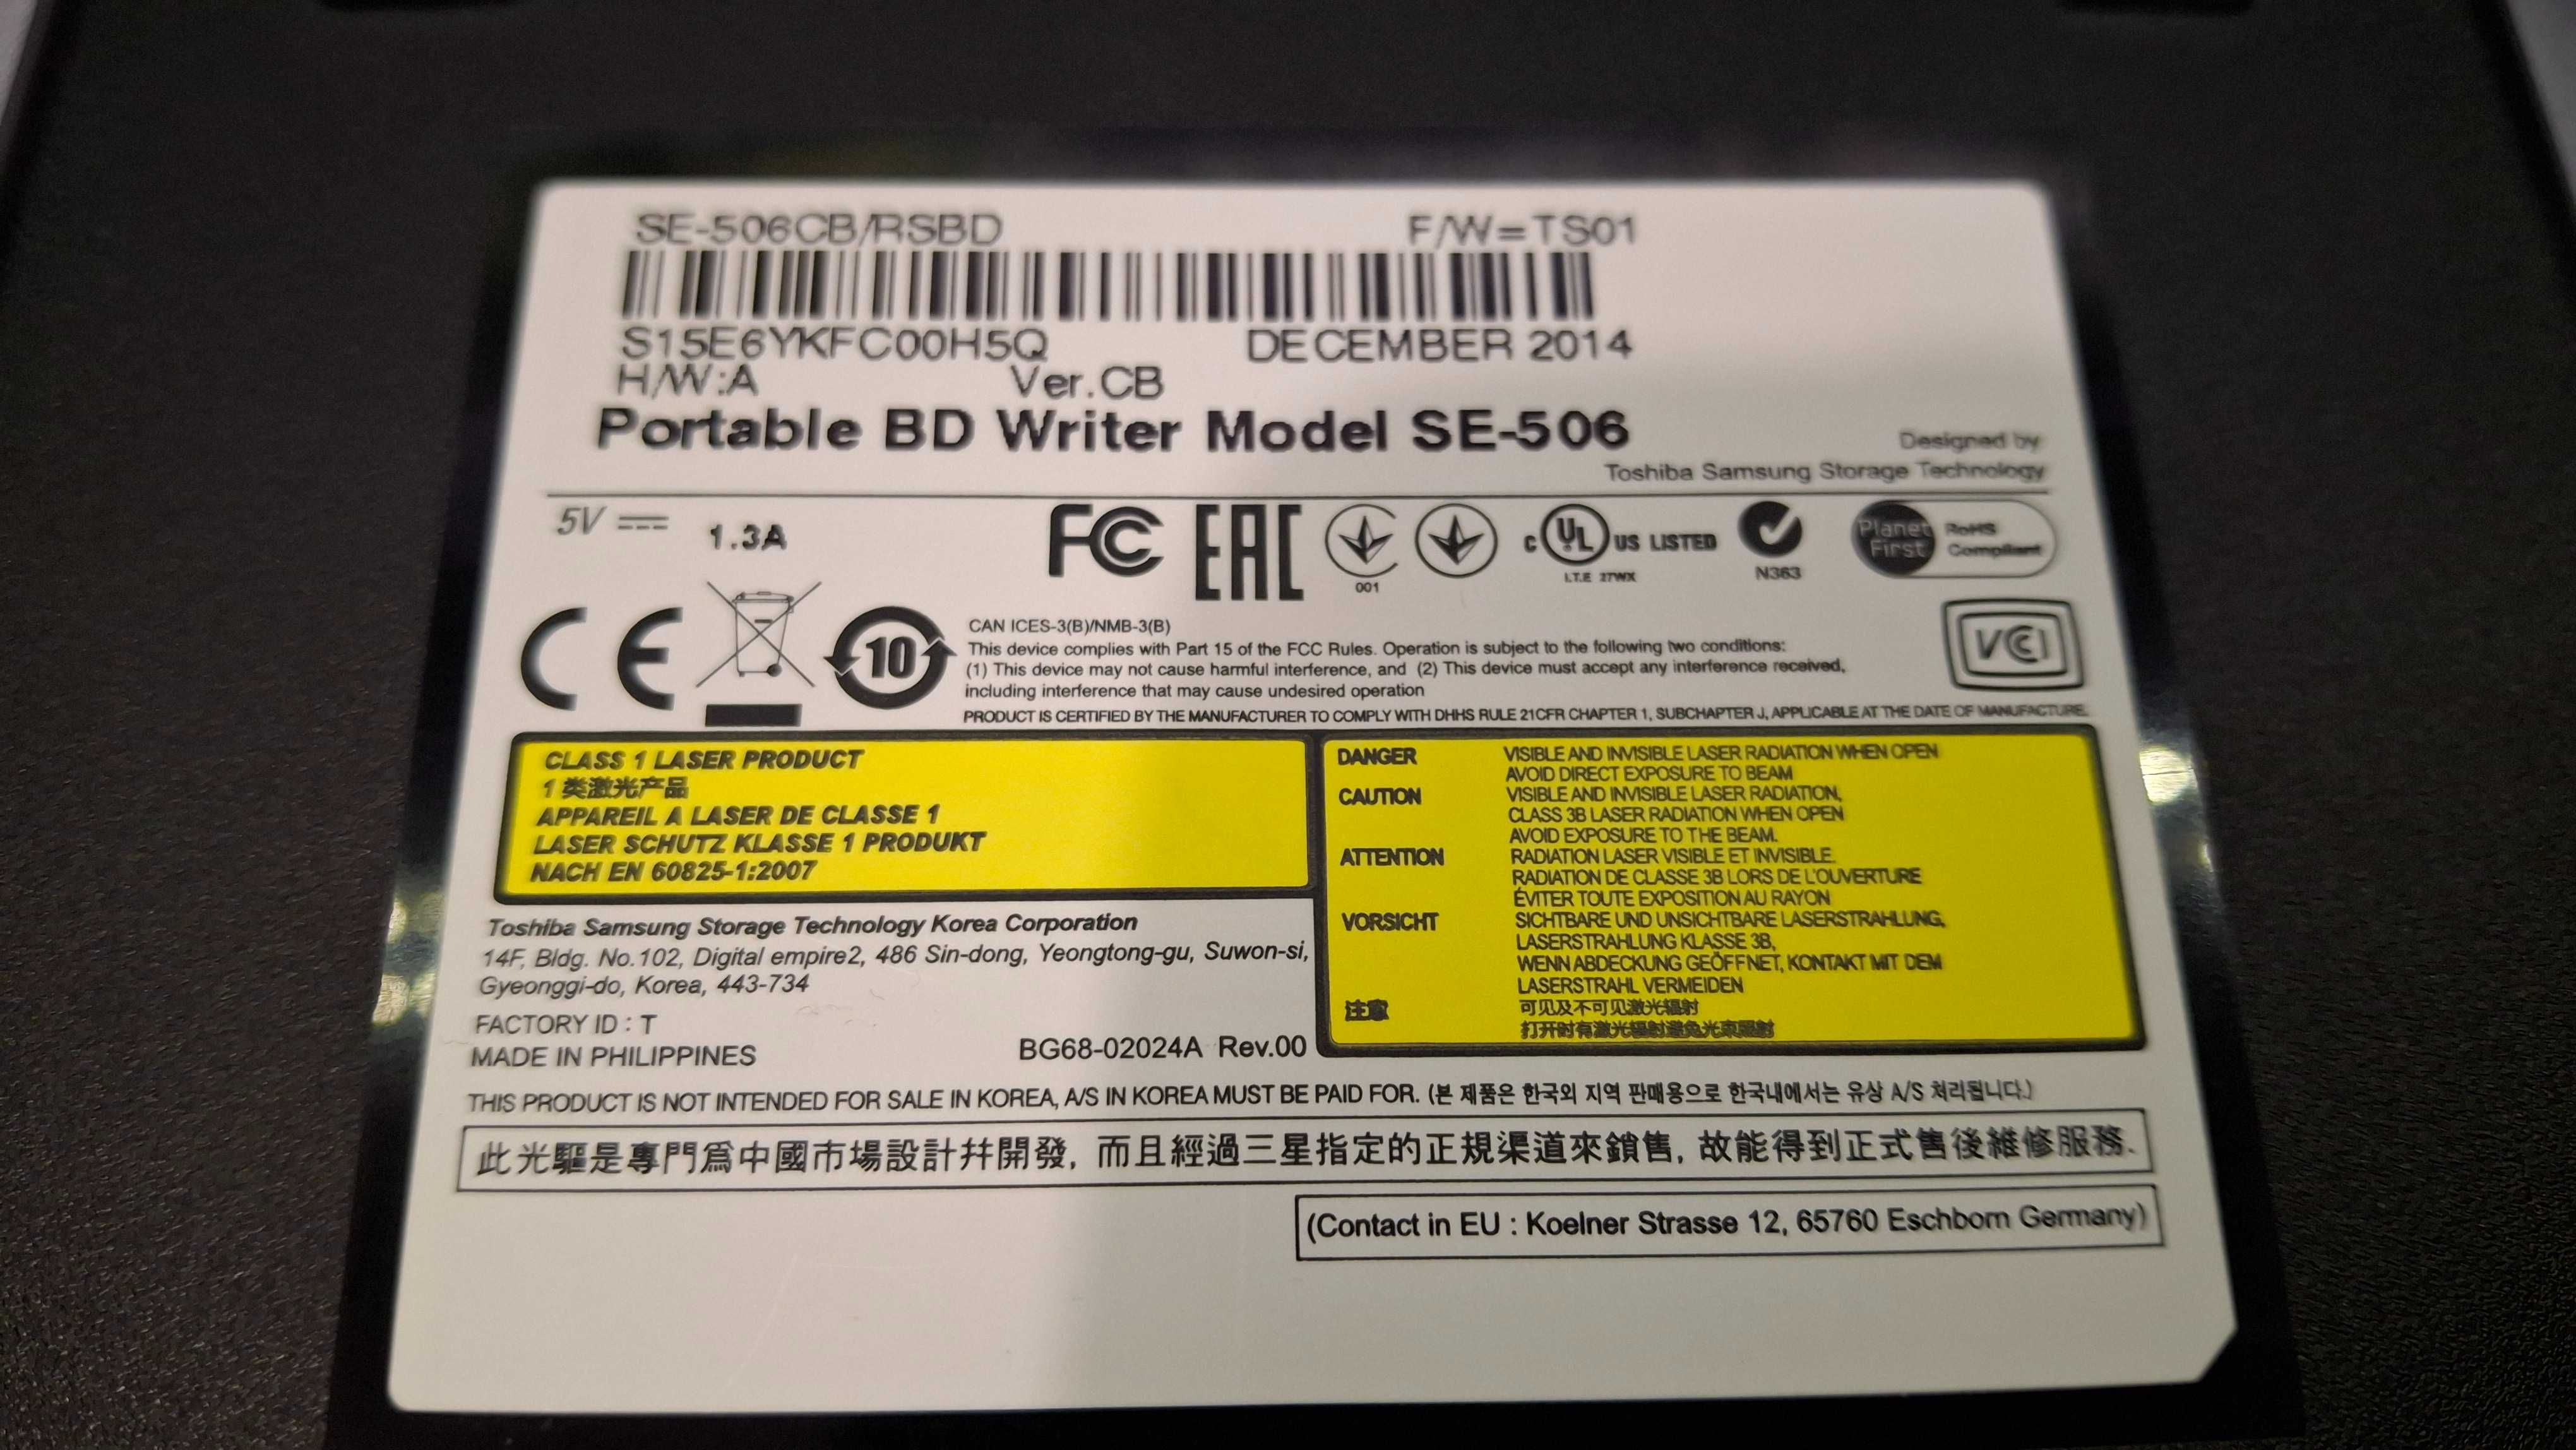 SE-506CB/RSBD F/W=TS01
S15E6YKFC00H5Q DECEMBER 2014
H/W:A Ver.CB
Portable BD Writer Model SE-506
Designed by
Toshiba Samsung Storage Technology
5V 1.3A
FC EAC 001 c UL US LISTED
I.T.E 27WX
N363
Planet First RoHS Compliant
CE 10
VCCI
CAN ICES-3(B)/NMB-3(B)
This device complies with Part 15 of the FCC Rules. Operation is subject to the following two conditions:
(1) This device may not cause harmful interference, and (2) This device must accept any interference received,
including interference that may cause undesired operation
PRODUCT IS CERTIFIED BY THE MANUFACTURER TO COMPLY WITH DHHS RULE 21CFR CHAPTER 1, SUBCHAPTER J, APPLICABLE AT THE DATE OF MANUFACTURE.
CLASS 1 LASER PRODUCT
1 类激光产品
APPAREIL A LASER DE CLASSE 1
LASER SCHUTZ KLASSE 1 PRODUKT
NACH EN 60825-1:2007
DANGER VISIBLE AND INVISIBLE LASER RADIATION WHEN OPEN
AVOID DIRECT EXPOSURE TO BEAM
CAUTION VISIBLE AND INVISIBLE LASER RADIATION,
CLASS 3B LASER RADIATION WHEN OPEN
AVOID EXPOSURE TO THE BEAM.
ATTENTION RADIATION LASER VISIBLE ET INVISIBLE.
RADIATION DE CLASSE 3B LORS DE L'OUVERTURE
ÉVITER TOUTE EXPOSITION AU RAYON
VORSICHT SICHTBARE UND UNSICHTBARE LASERSTRAHLUNG,
LASERSTRAHLUNG KLASSE 3B,
WENN ABDECKUNG GEÖFFNET, KONTAKT MIT DEM
LASERSTRAHL VERMEIDEN
注意 可见及不可见激光辐射
打开时有激光辐射避免光束照射
Toshiba Samsung Storage Technology Korea Corporation
14F, Bldg. No.102, Digital empire2, 486 Sin-dong, Yeongtong-gu, Suwon-si,
Gyeonggi-do, Korea, 443-734
FACTORY ID : T
MADE IN PHILIPPINES BG68-02024A Rev.00
THIS PRODUCT IS NOT INTENDED FOR SALE IN KOREA, A/S IN KOREA MUST BE PAID FOR. (본 제품은 한국외 지역 판매용으로 한국내에서는 유상 A/S 처리됩니다.)
此光驅是專門爲中國市場設計幷開發, 而且經過三星指定的正規渠道來銷售, 故能得到正式售後維修服務.
(Contact in EU : Koelner Strasse 12, 65760 Eschborn Germany)